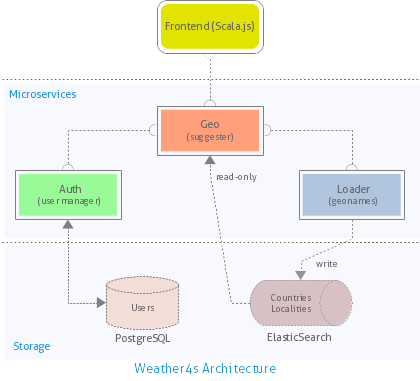 Frontend (Scala.js)
Microservices
Geo
(suggester)
read-only
Auth
(user manager)
Loader
(geonames)
write
Users
PostgreSQL
Countries
Localities
ElasticSearch
Storage
Weather4s Architecture